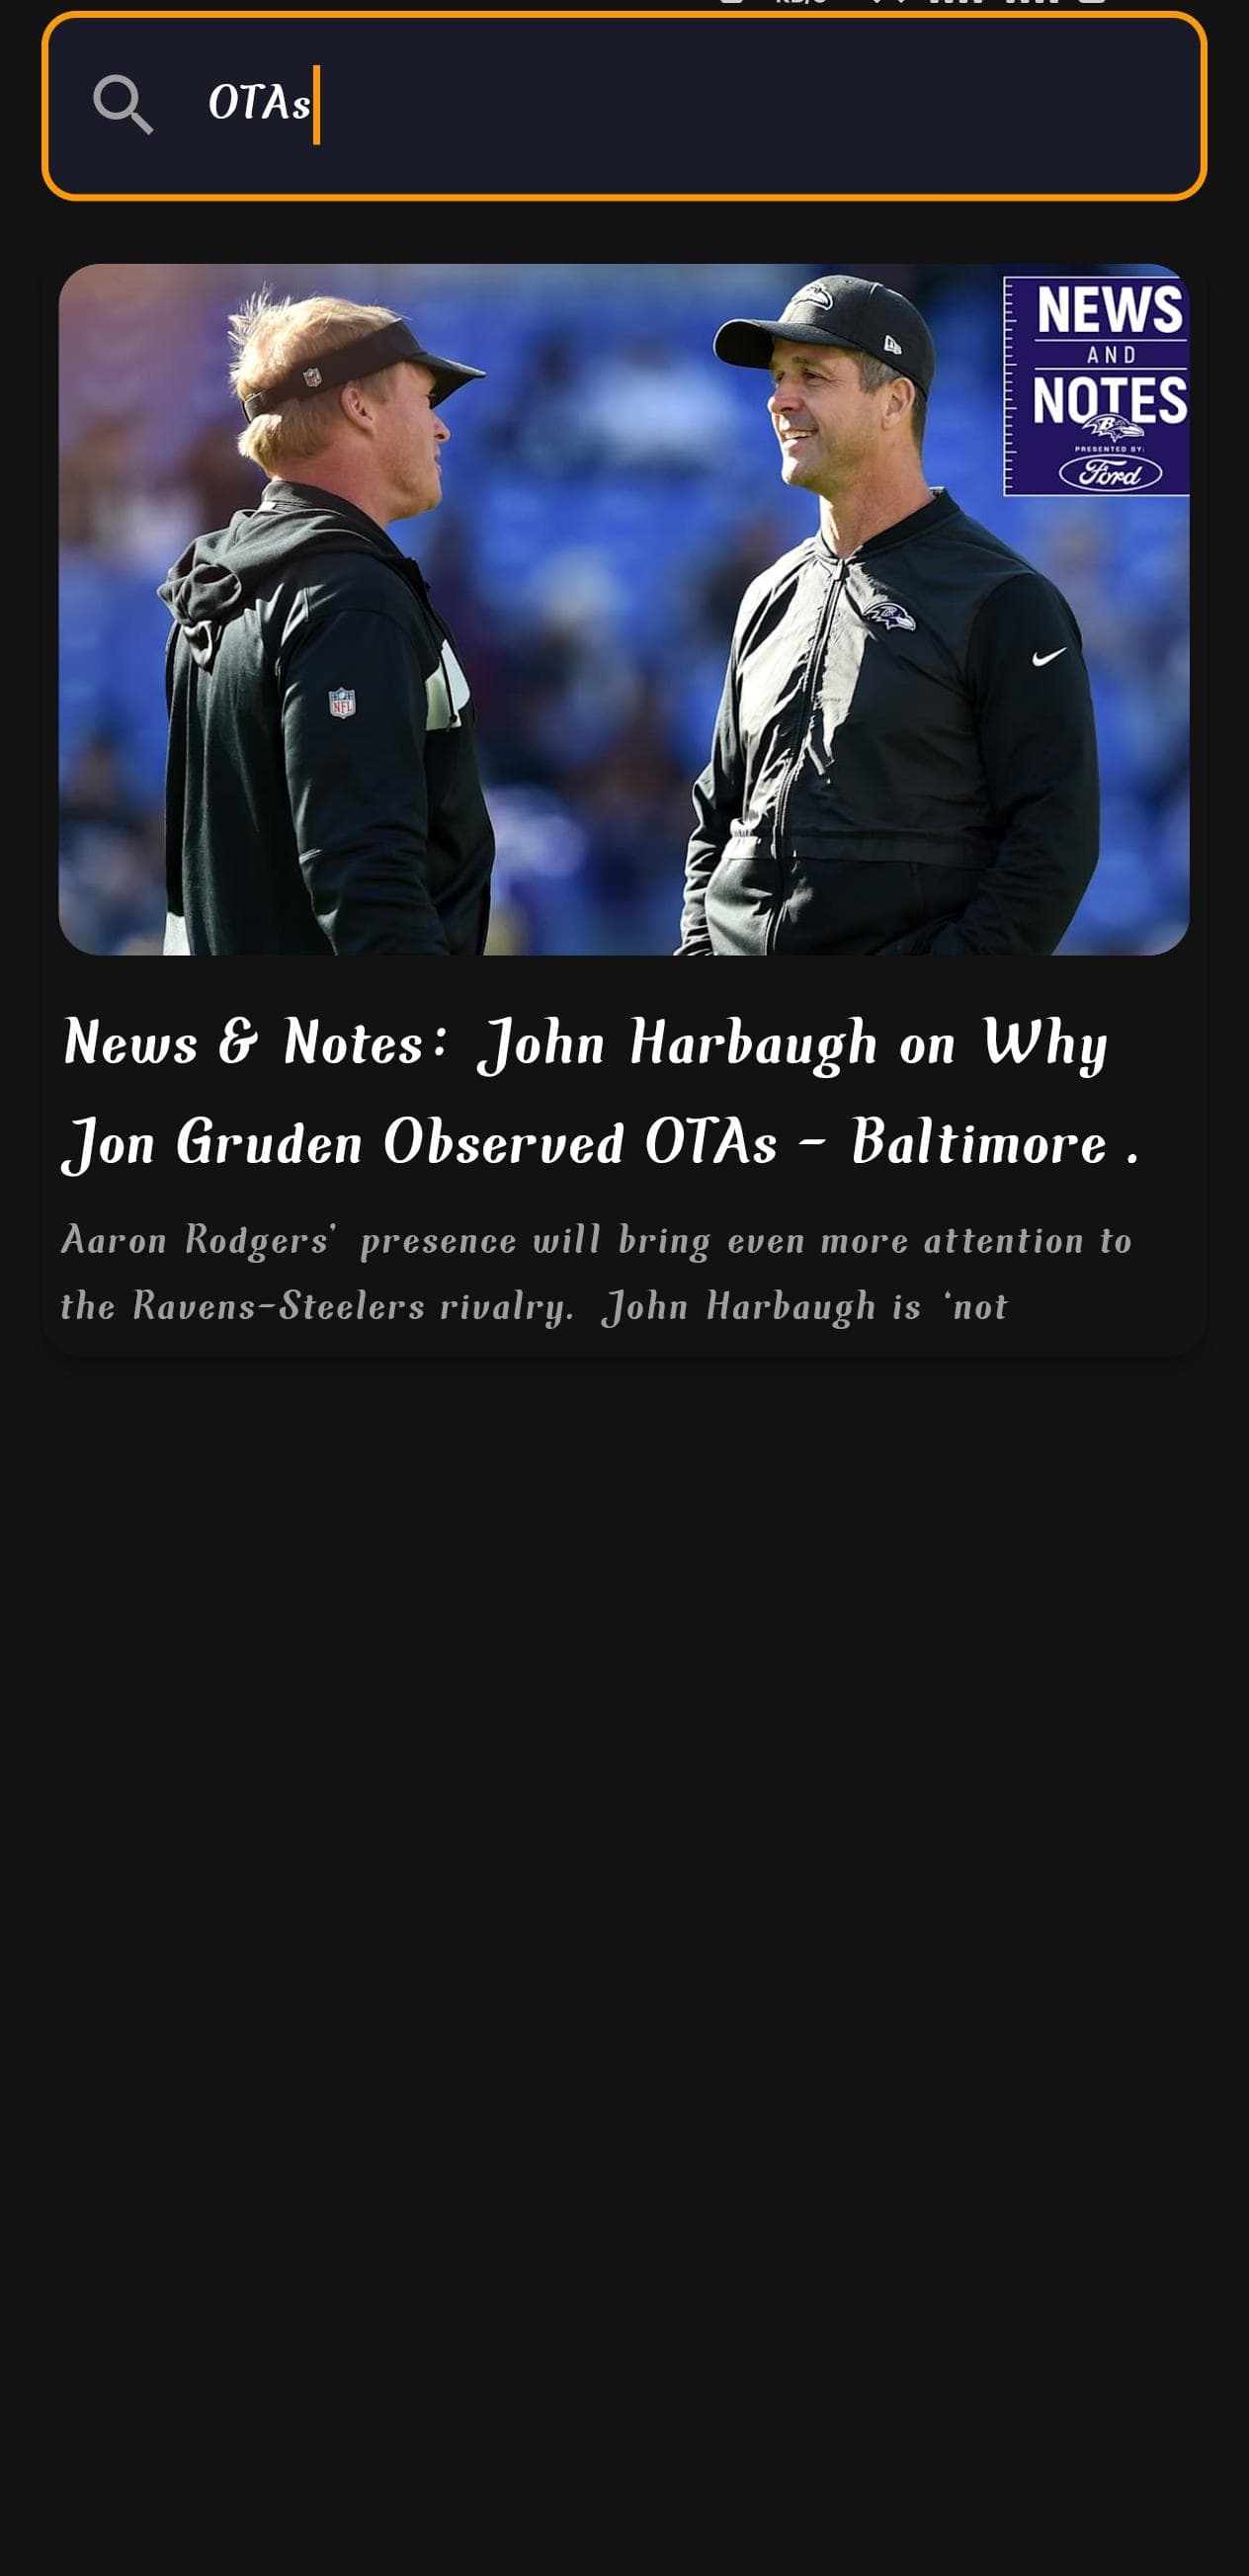 OTAs
NEWS
AND
NOTES
PRESENTED BY:
Ford
NFL
News & Notes: John Harbaugh on Why
Jon Gruden Observed OTAs - Baltimore .
Aaron Rodgers' presence will bring even more attention to
the Ravens-Steelers rivalry. John Harbaugh is 'not